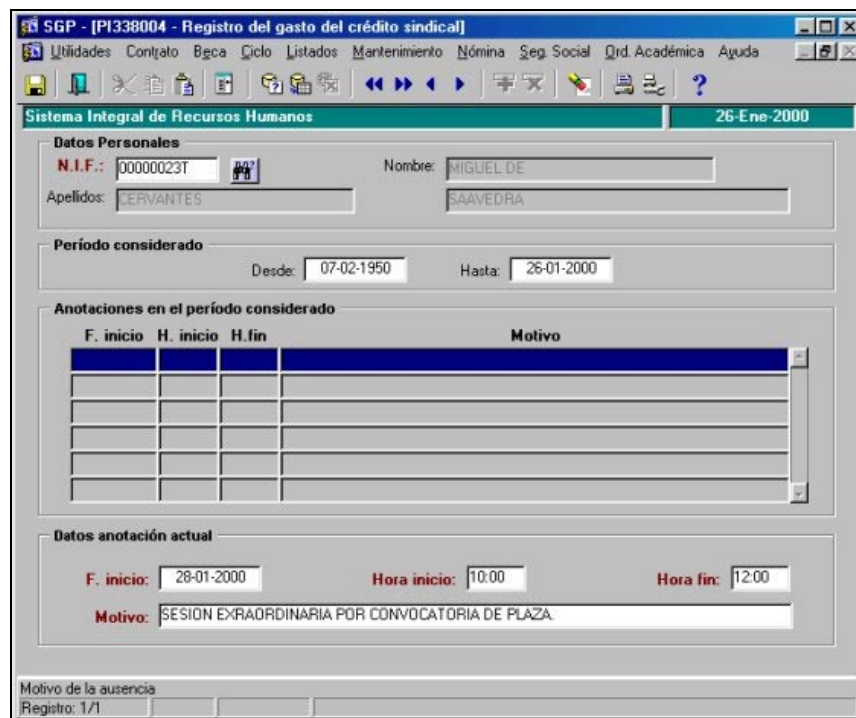 SGP - [PI338004 - Registro del gasto del crédito sindical]
Utilidades Contrato Beca Ciclo Listados Mantenimiento Nómina Seg. Social Ord. Académica Ayuda
Sistema Integral de Recursos Humanos 26-Ene-2000
Datos Personales
N.I.F.: 00000023T Nombre: MIGUEL DE
Apellidos: CERVANTES SAAVEDRA
Período considerado
Desde: 07-02-1950 Hasta: 26-01-2000
Anotaciones en el período considerado
F. inicio H. inicio H.fin Motivo
Datos anotación actual
F. inicio: 28-01-2000 Hora inicio: 10:00 Hora fin: 12:00
Motivo: SESION EXRAORDINARIA POR CONVOCATORIA DE PLAZA.
Motivo de la ausencia
Registro: 1/1